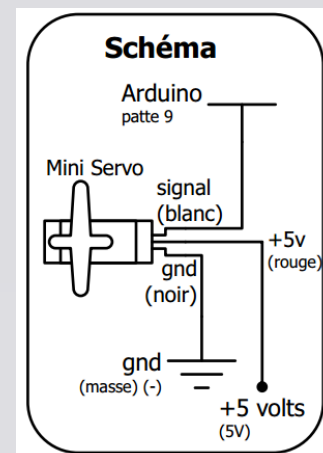 Schéma
Arduino
patte 9
Mini Servo
signal
(blanc)
+5v
(rouge)
gnd
(noir)
gnd
(masse) (-)
+5 volts
(5V)